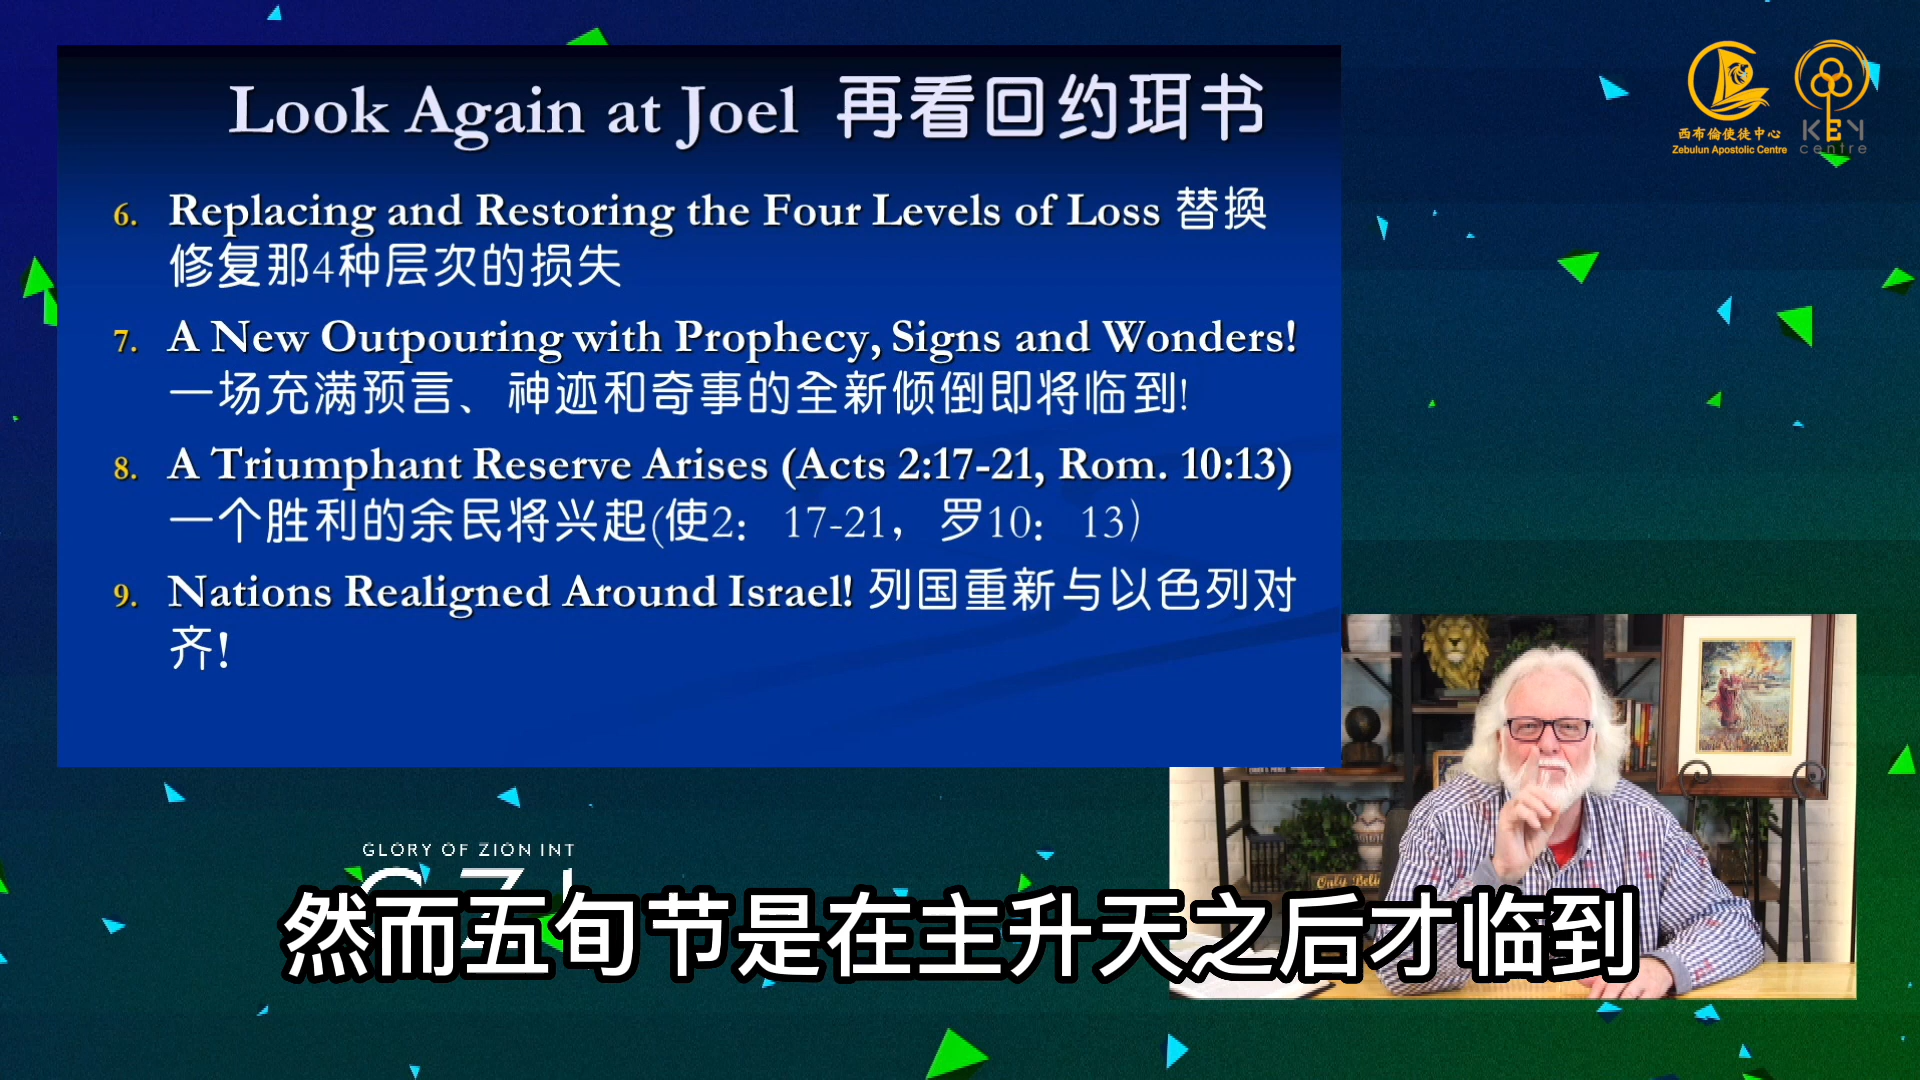 Look Again at Joel 再看回约珥书
6. Replacing and Restoring the Four Levels of Loss 替换
修复那4种层次的损失
7. A New Outpouring with Prophecy, Signs and Wonders!
一场充满预言、神迹和奇事的全新倾倒即将临到!
8. A Triumphant Reserve Arises (Acts 2:17-21, Rom. 10:13)
一个胜利的余民将兴起(使2：17-21，罗10：13）
9. Nations Realigned Around Israel! 列国重新与以色列对
齐!
西布倫使徒中心
Zebulun Apostolic Centre
KEY
centre
GLORY OF ZION INT
GZI
Only Beli
然而五旬节是在主升天之后才临到